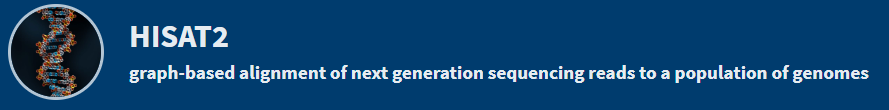 HISAT2
graph-based alignment of next generation sequencing reads to a population of genomes